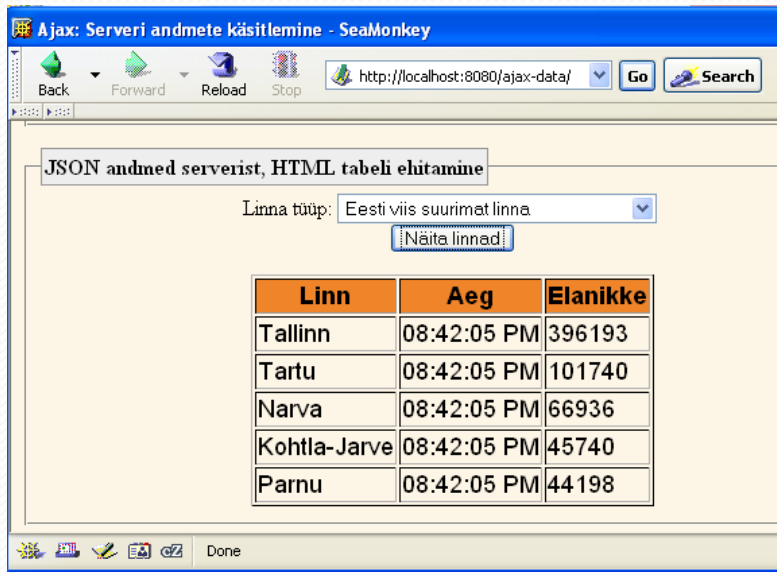 Ajax: Serveri andmete käsitlemine - SeaMonkey
Back Forward Reload Stop http://localhost:8080/ajax-data/ Go Search
JSON andmed serverist, HTML tabeli ehitamine
Linna tüüp: Eesti viis suurimat linna
Näita linnad
Linn Aeg Elanikke
Tallinn 08:42:05 PM 396193
Tartu 08:42:05 PM 101740
Narva 08:42:05 PM 66936
Kohtla-Jarve 08:42:05 PM 45740
Parnu 08:42:05 PM 44198
Done